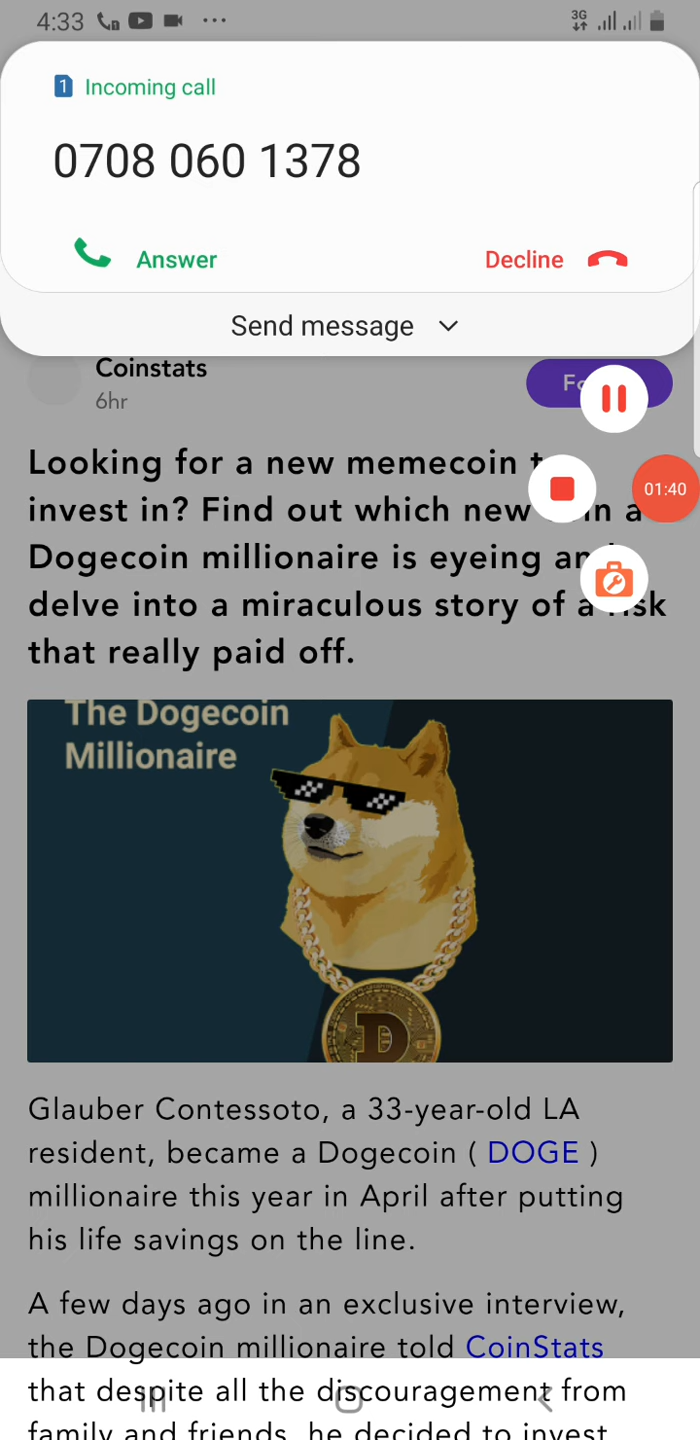 4:33
3G
1 Incoming call
0708 060 1378
Answer
Decline
Send message
Coinstats
6hr
01:40
Looking for a new memecoin
invest in? Find out which new in a
Dogecoin millionaire is eyeing
delve into a miraculous story of a
that really paid off.
The Dogecoin
Millionaire
D
Glauber Contessoto, a 33-year-old LA
resident, became a Dogecoin ( DOGE )
millionaire this year in April after putting
his life savings on the line.
A few days ago in an exclusive interview,
the Dogecoin millionaire told CoinStats
that despite all the discouragement from
family and friends, he decided to invest